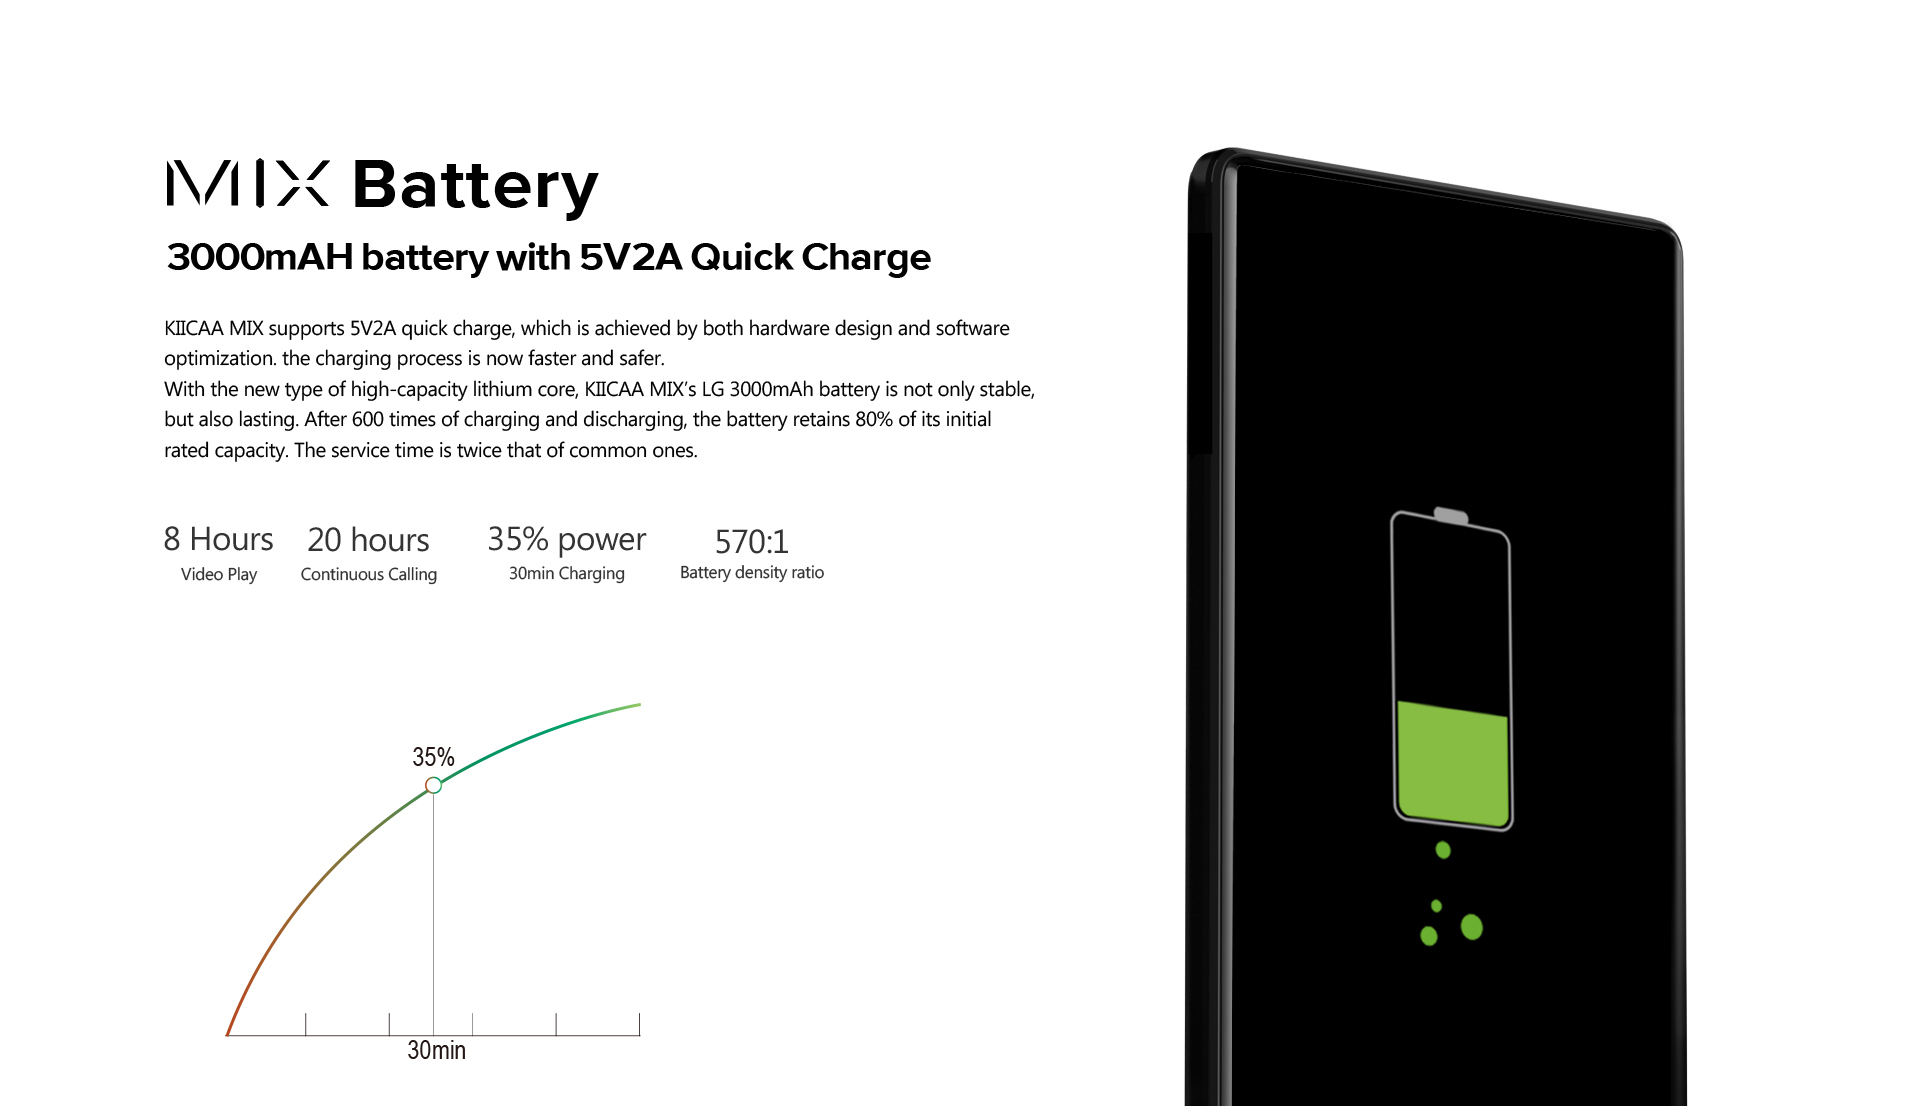 MIX Battery
3000mAH battery with 5V2A Quick Charge
KIICAA MIX supports 5V2A quick charge, which is achieved by both hardware design and software
optimization. the charging process is now faster and safer.
With the new type of high-capacity lithium core, KIICAA MIX’s LG 3000mAh battery is not only stable,
but also lasting. After 600 times of charging and discharging, the battery retains 80% of its initial
rated capacity. The service time is twice that of common ones.
8 Hours 20 hours 35% power 570:1
Video Play Continuous Calling 30min Charging Battery density ratio
35%
30min